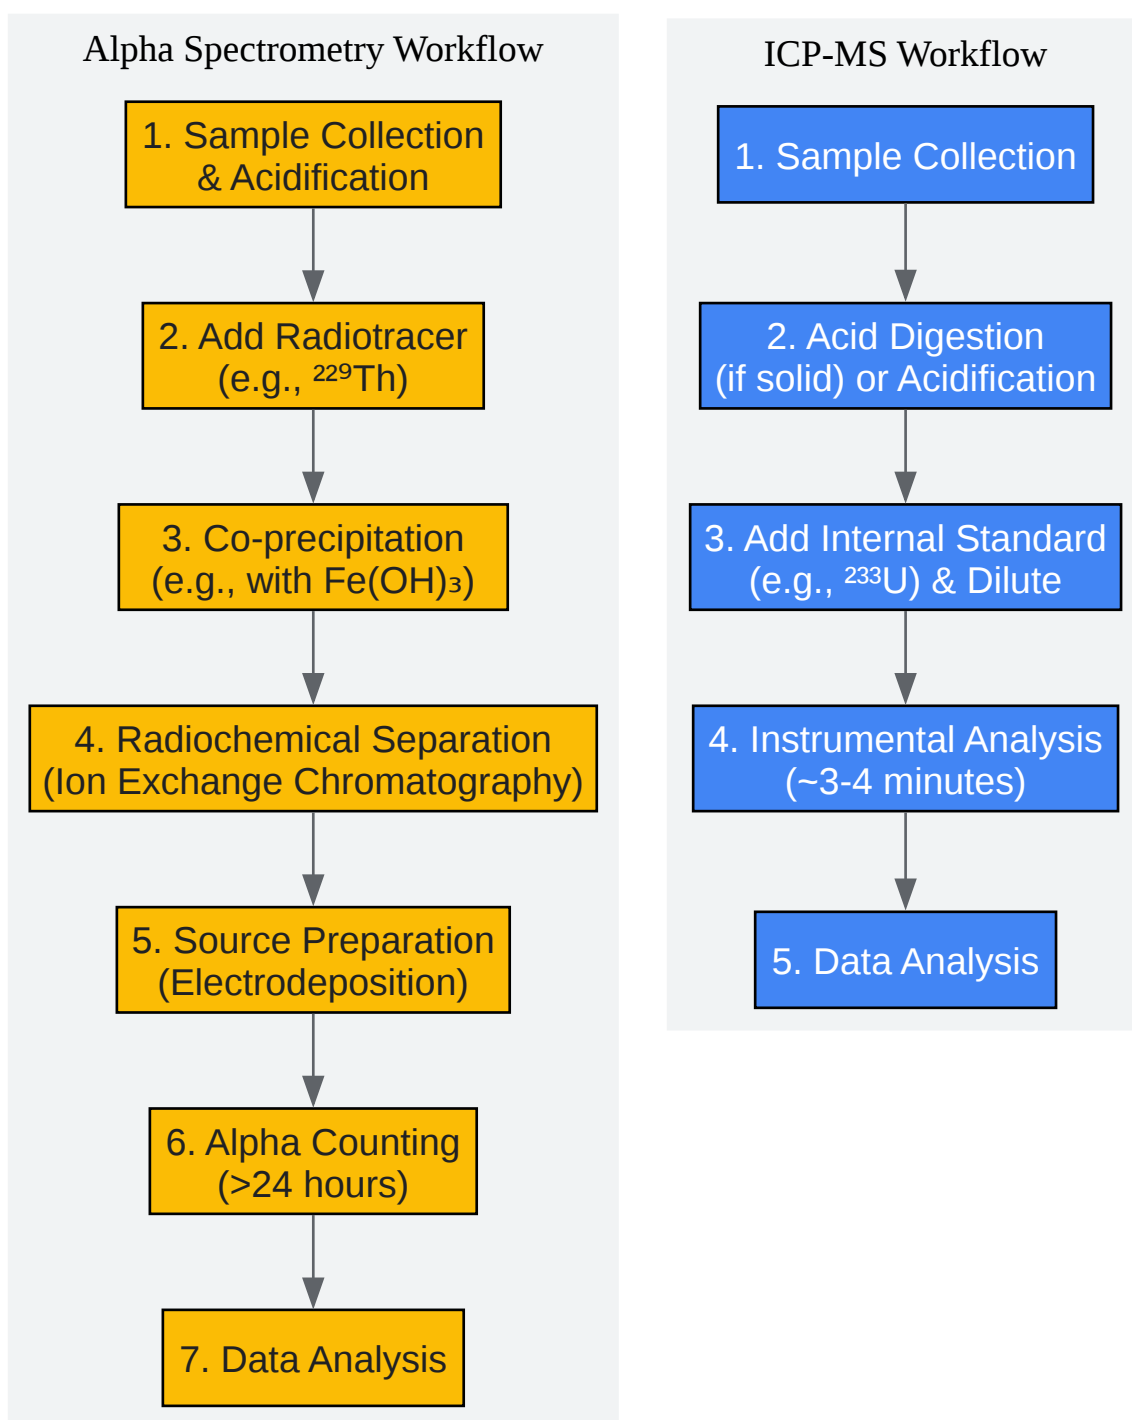 Alpha Spectrometry Workflow
1. Sample Collection
& Acidification
2. Add Radiotracer
(e.g., ²²⁹Th)
3. Co-precipitation
(e.g., with Fe(OH)₃)
4. Radiochemical Separation
(Ion Exchange Chromatography)
5. Source Preparation
(Electrodeposition)
6. Alpha Counting
(>24 hours)
7. Data Analysis
ICP-MS Workflow
1. Sample Collection
2. Acid Digestion
(if solid) or Acidification
3. Add Internal Standard
(e.g., ²³³U) & Dilute
4. Instrumental Analysis
(~3-4 minutes)
5. Data Analysis